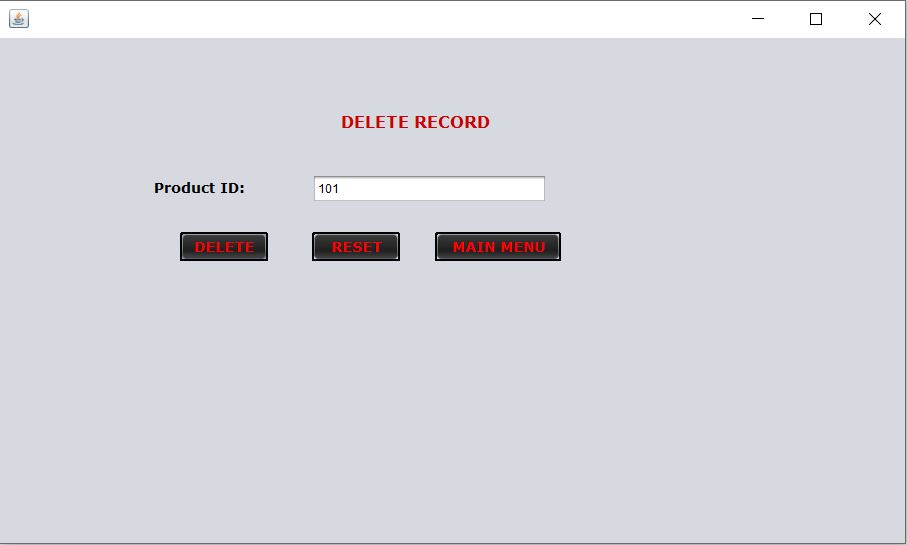 DELETE RECORD
Product ID: 101
DELETE RESET MAIN MENU